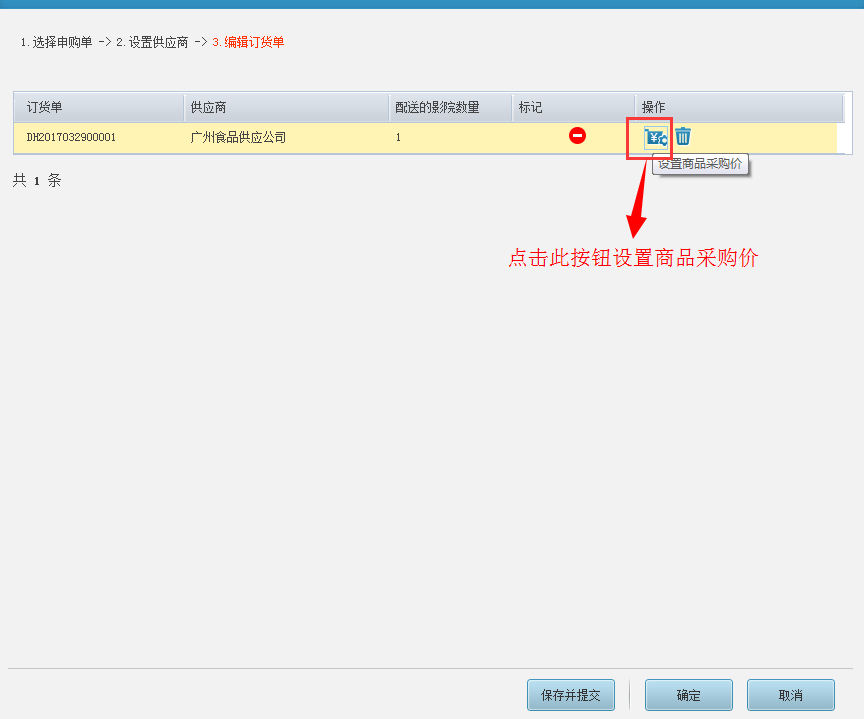 1.选择申购单 -> 2.设置供应商 -> 3.编辑订货单
订货单 供应商 配送的影院数量 标记 操作
DH2017032900001 广州食品供应公司 1
设置商品采购价
共 1 条
点击此按钮设置商品采购价
保存并提交 确定 取消